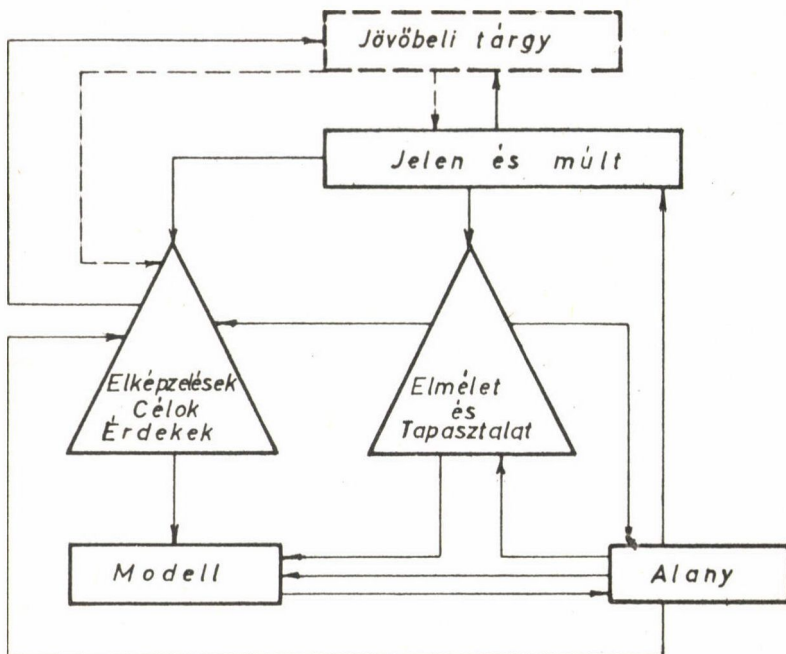 Jövőbeli tárgy
Jelen és múlt
Elképzelések
Célok
Érdekek
Elmélet
és
Tapasztalat
Modell
Alany